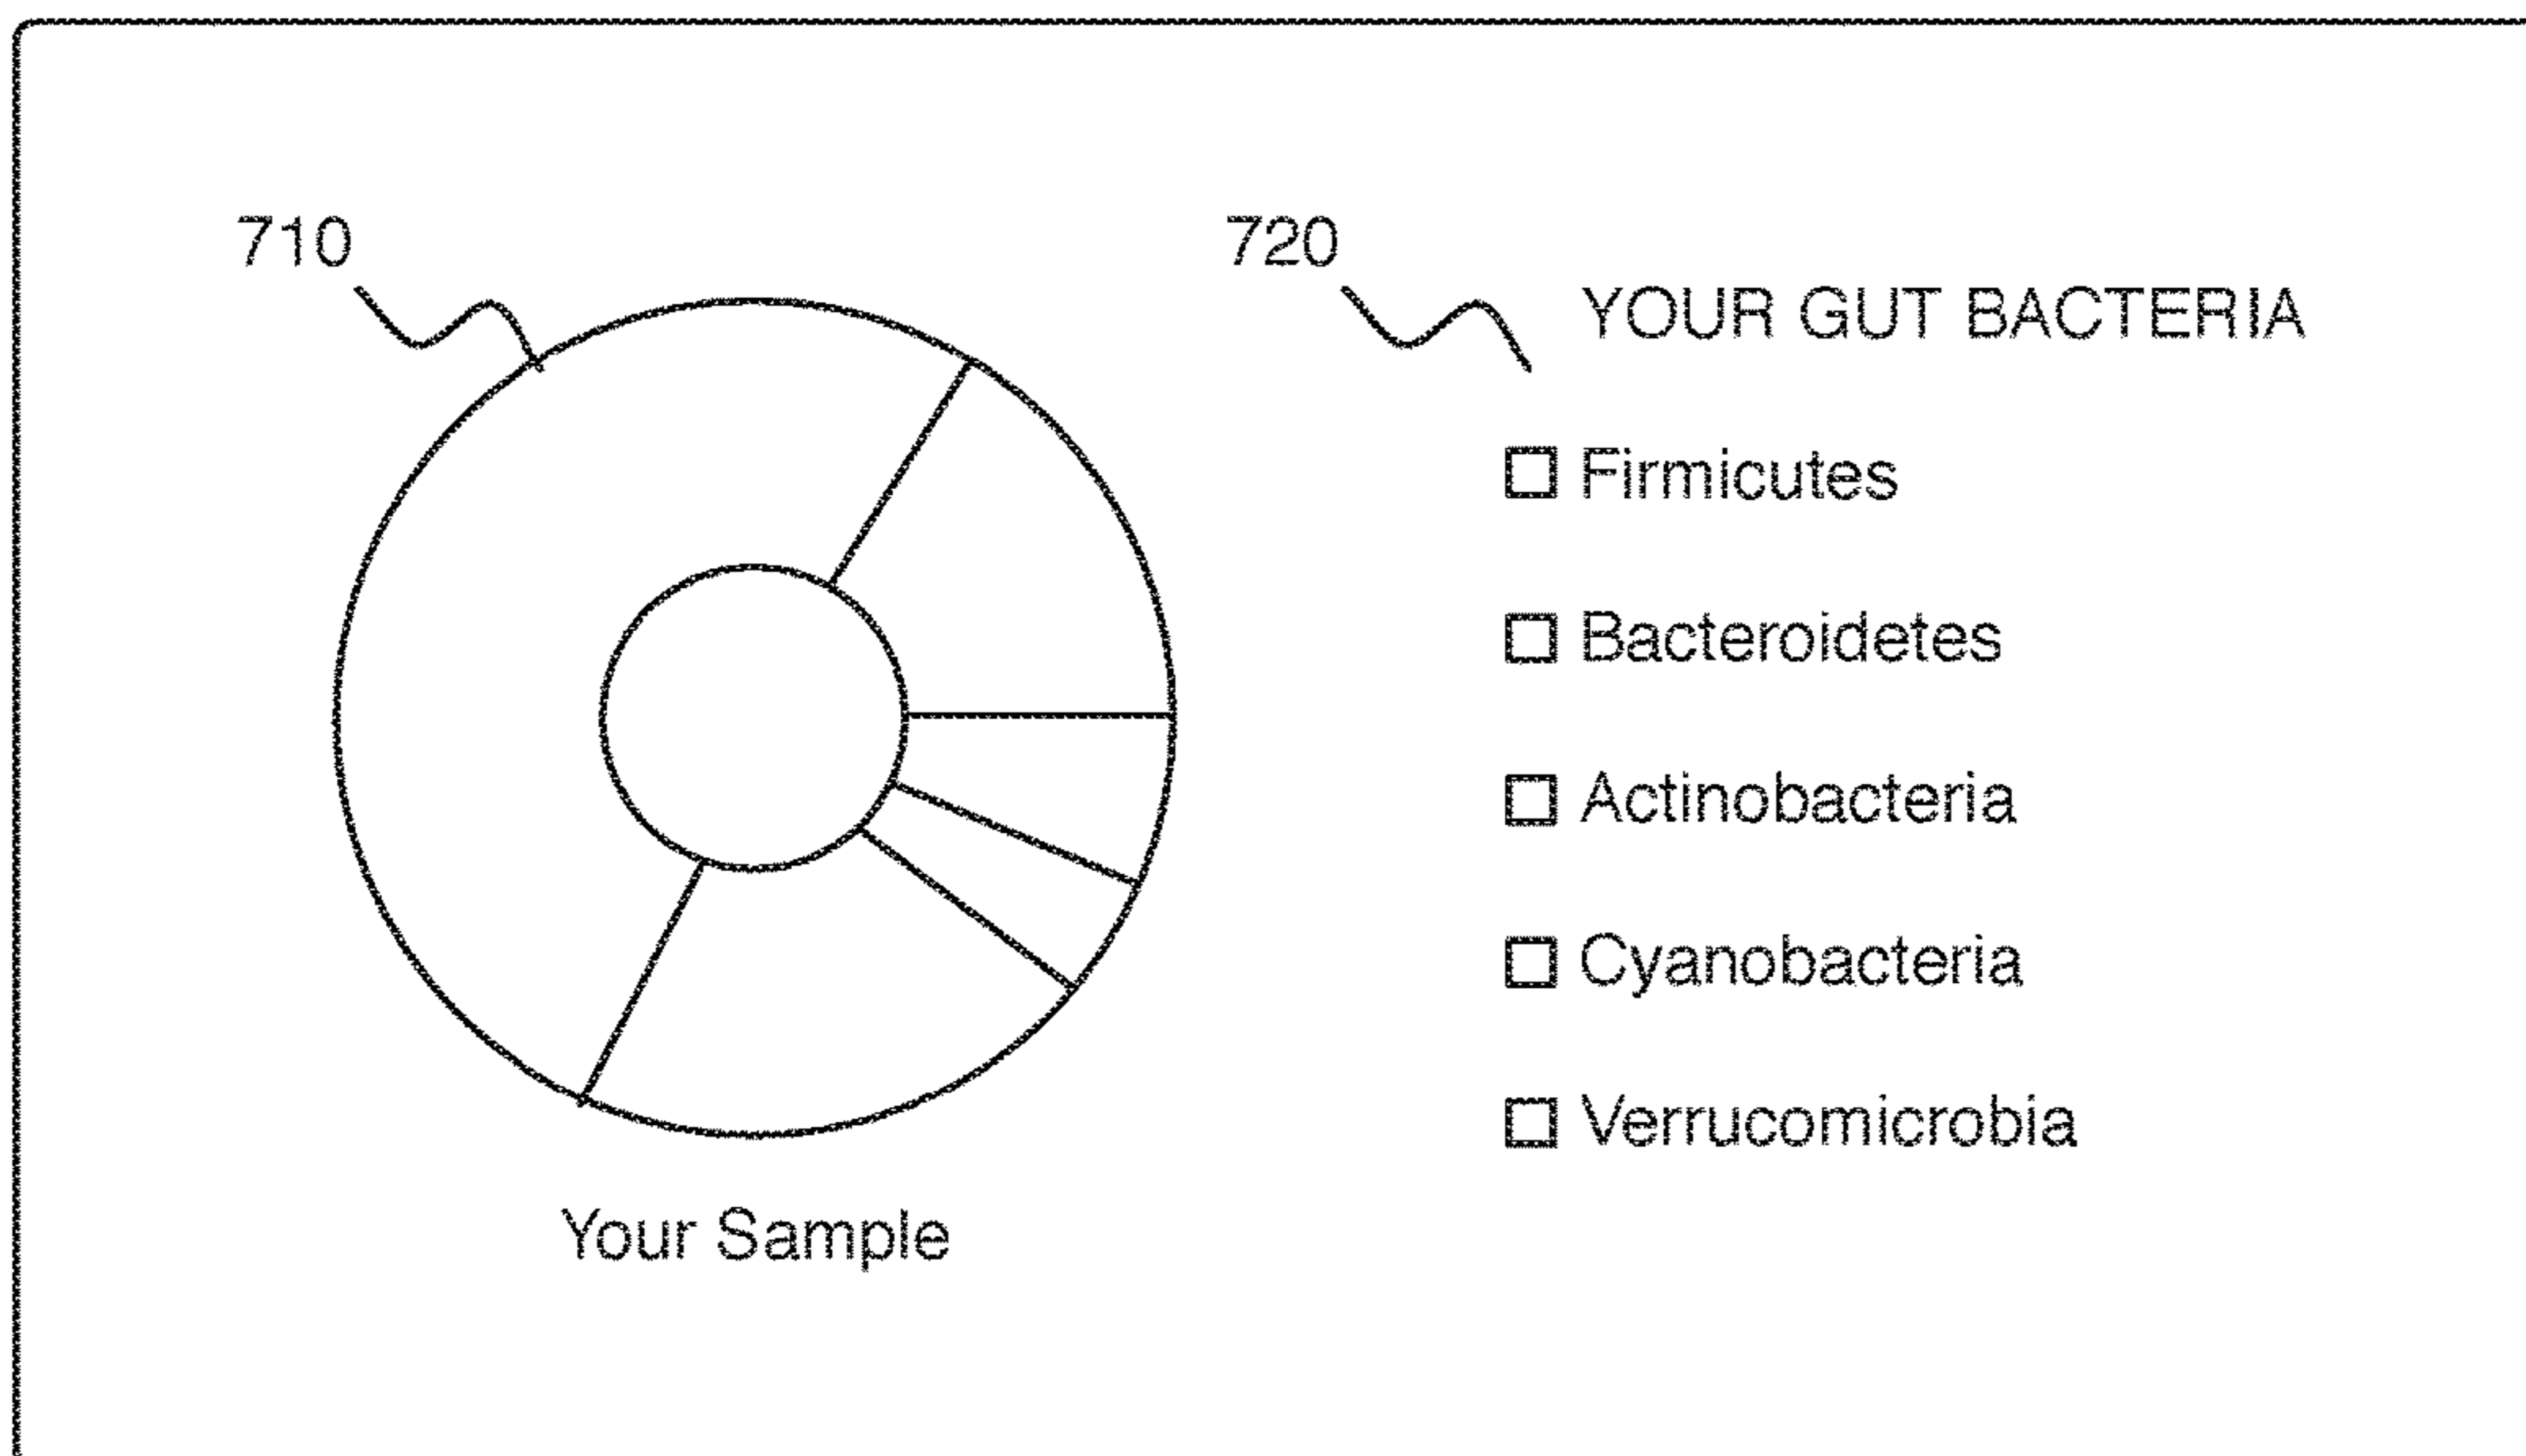 710
720
YOUR GUT BACTERIA
Firmicutes
Bacteroidetes
Actinobacteria
Cyanobacteria
Verrucomicrobia
Your Sample